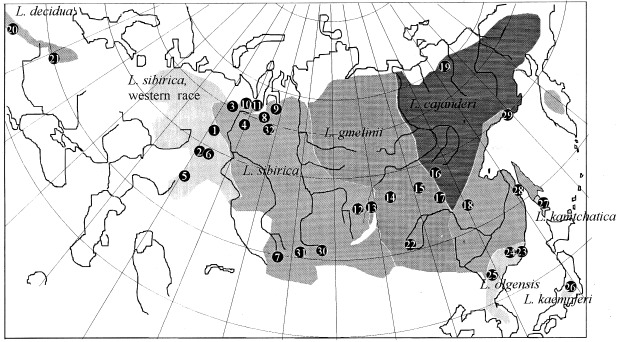 L. decidua
20
21
L. sibirica,
western race
19
3 10 11 9
8
4 32
1
L. cajanderi
29
L. gmelinii
2 6
5
L. sibirica
16
15
14 17
12 13
18
28
27
L. kamtchatica
22
7 31 30
24 23
25
L. olgensis
26
L. kaempferi